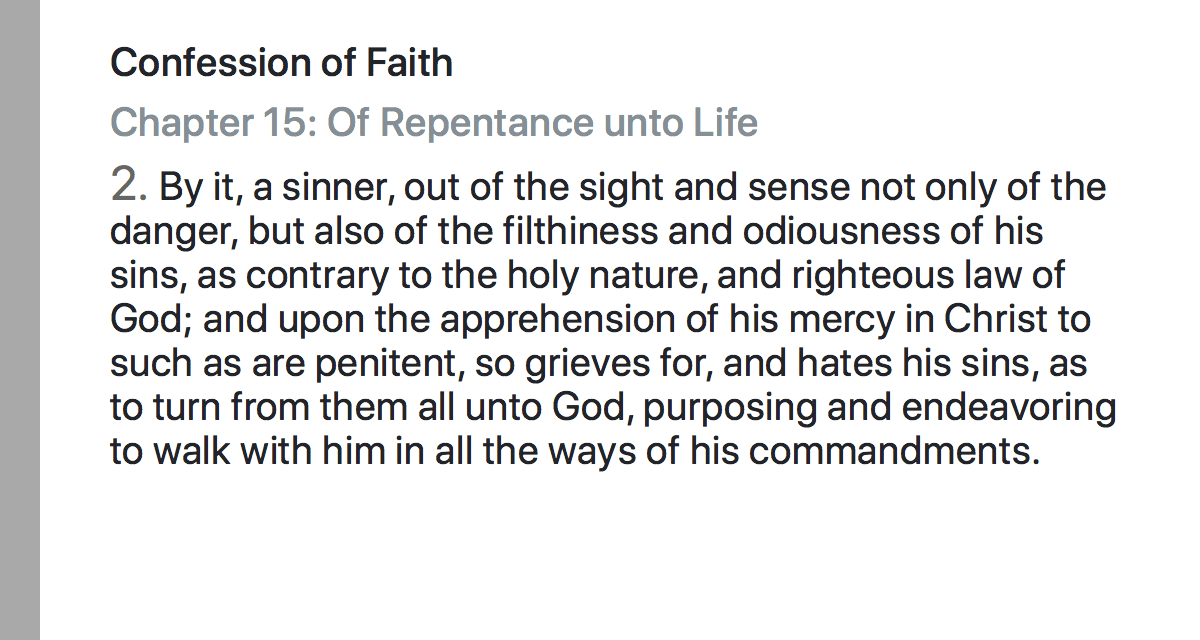 Confession of Faith
Chapter 15: Of Repentance unto Life
2. By it, a sinner, out of the sight and sense not only of the
danger, but also of the filthiness and odiousness of his
sins, as contrary to the holy nature, and righteous law of
God; and upon the apprehension of his mercy in Christ to
such as are penitent, so grieves for, and hates his sins, as
to turn from them all unto God, purposing and endeavoring
to walk with him in all the ways of his commandments.